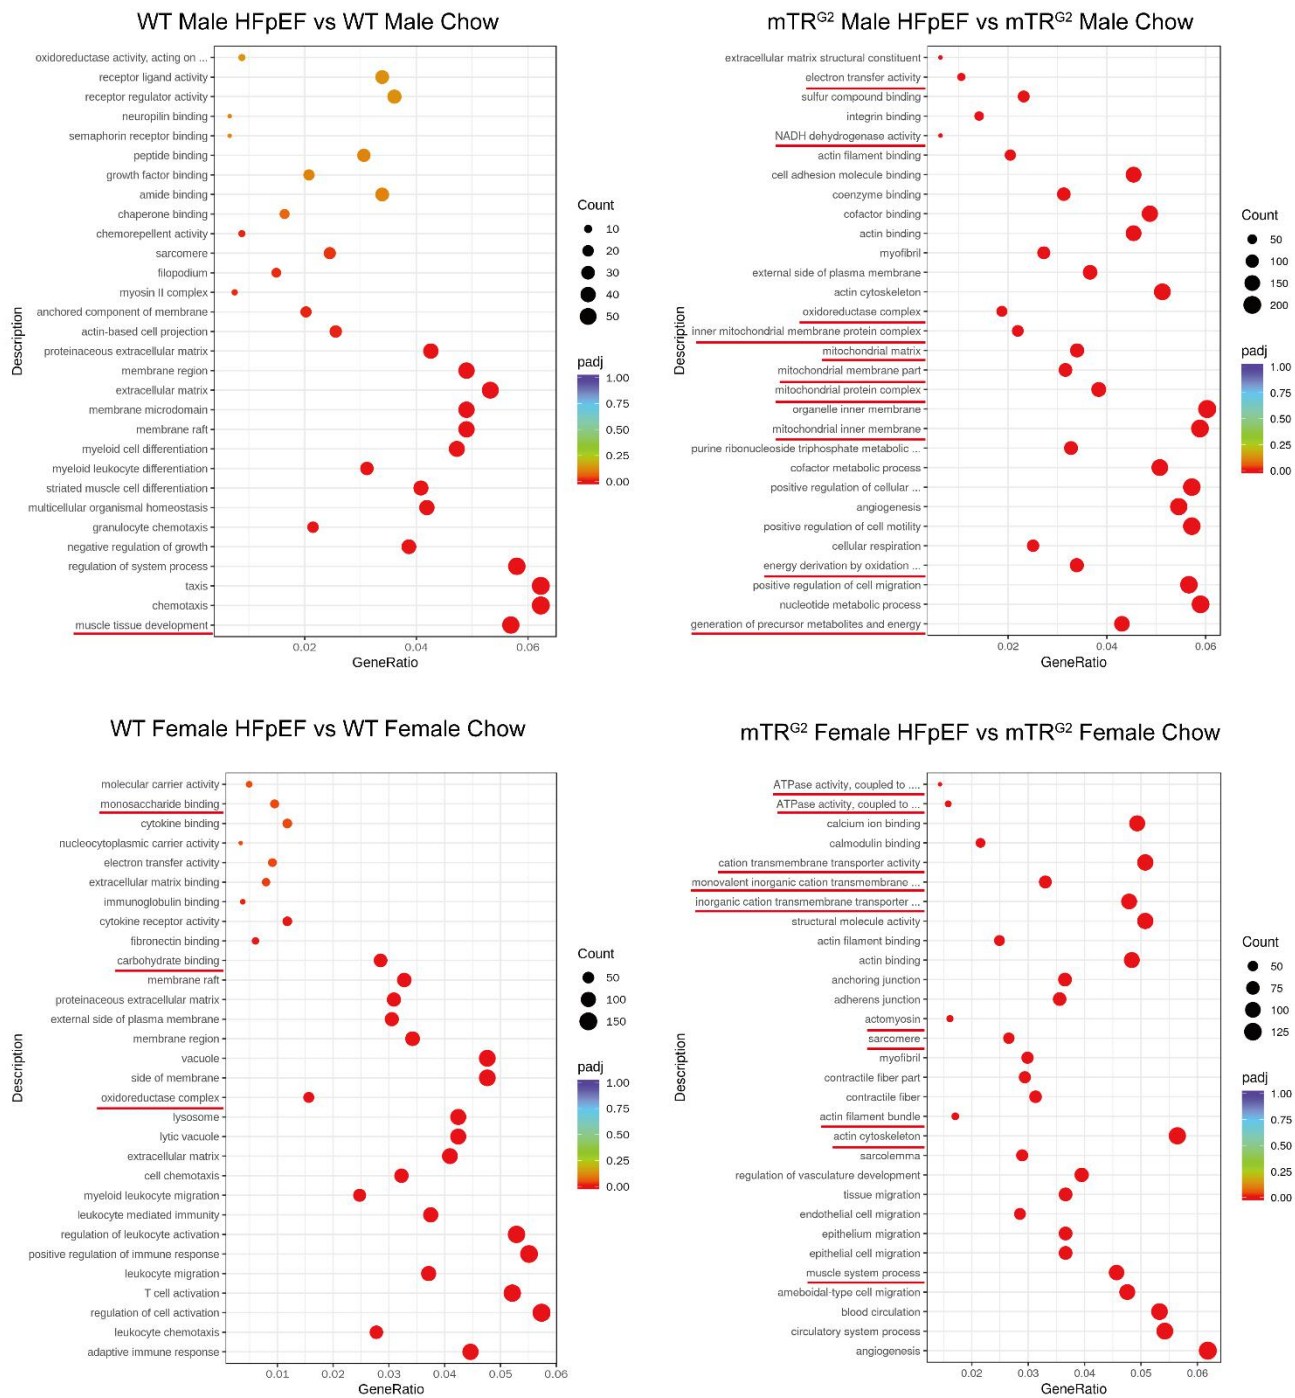 WT Male HFpEF vs WT Male Chow
Description
oxidoreductase activity, acting on ...
receptor ligand activity
receptor regulator activity
neuropilin binding
semaphorin receptor binding
peptide binding
growth factor binding
amide binding
chaperone binding
chemorepellent activity
sarcomere
filopodium
myosin II complex
anchored component of membrane
actin-based cell projection
proteinaceous extracellular matrix
membrane region
extracellular matrix
membrane microdomain
membrane raft
myeloid cell differentiation
myeloid leukocyte differentiation
striated muscle cell differentiation
multicellular organismal homeostasis
granulocyte chemotaxis
negative regulation of growth
regulation of system process
taxis
chemotaxis
muscle tissue development
0.02 0.04 0.06
GeneRatio
Count
10
20
30
40
50
padj
1.00
0.75
0.50
0.25
0.00
mTRG2 Male HFpEF vs mTRG2 Male Chow
Description
extracellular matrix structural constituent
electron transfer activity
sulfur compound binding
integrin binding
NADH dehydrogenase activity
actin filament binding
cell adhesion molecule binding
coenzyme binding
cofactor binding
actin binding
myofibril
external side of plasma membrane
actin cytoskeleton
oxidoreductase complex
inner mitochondrial membrane protein complex
mitochondrial matrix
mitochondrial membrane part
mitochondrial protein complex
organelle inner membrane
mitochondrial inner membrane
purine ribonucleoside triphosphate metabolic ...
cofactor metabolic process
positive regulation of cellular ...
angiogenesis
positive regulation of cell motility
cellular respiration
energy derivation by oxidation ...
positive regulation of cell migration
nucleotide metabolic process
generation of precursor metabolites and energy
0.02 0.04 0.06
GeneRatio
Count
50
100
150
200
padj
1.00
0.75
0.50
0.25
0.00
WT Female HFpEF vs WT Female Chow
Description
molecular carrier activity
monosaccharide binding
cytokine binding
nucleocytoplasmic carrier activity
electron transfer activity
extracellular matrix binding
immunoglobulin binding
cytokine receptor activity
fibronectin binding
carbohydrate binding
membrane raft
proteinaceous extracellular matrix
external side of plasma membrane
membrane region
vacuole
side of membrane
oxidoreductase complex
lysosome
lytic vacuole
extracellular matrix
cell chemotaxis
myeloid leukocyte migration
leukocyte mediated immunity
regulation of leukocyte activation
positive regulation of immune response
leukocyte migration
T cell activation
regulation of cell activation
leukocyte chemotaxis
adaptive immune response
0.01 0.02 0.03 0.04 0.05 0.06
GeneRatio
Count
50
100
150
padj
1.00
0.75
0.50
0.25
0.00
mTRG2 Female HFpEF vs mTRG2 Female Chow
Description
ATPase activity, coupled to ....
ATPase activity, coupled to ...
calcium ion binding
calmodulin binding
cation transmembrane transporter activity
monovalent inorganic cation transmembrane ...
inorganic cation transmembrane transporter ...
structural molecule activity
actin filament binding
actin binding
anchoring junction
adherens junction
actomyosin
sarcomere
myofibril
contractile fiber part
contractile fiber
actin filament bundle
actin cytoskeleton
sarcolemma
regulation of vasculature development
tissue migration
endothelial cell migration
epithelium migration
epithelial cell migration
muscle system process
ameboidal-type cell migration
blood circulation
circulatory system process
angiogenesis
0.02 0.03 0.04 0.05 0.06
GeneRatio
Count
50
75
100
125
padj
1.00
0.75
0.50
0.25
0.00